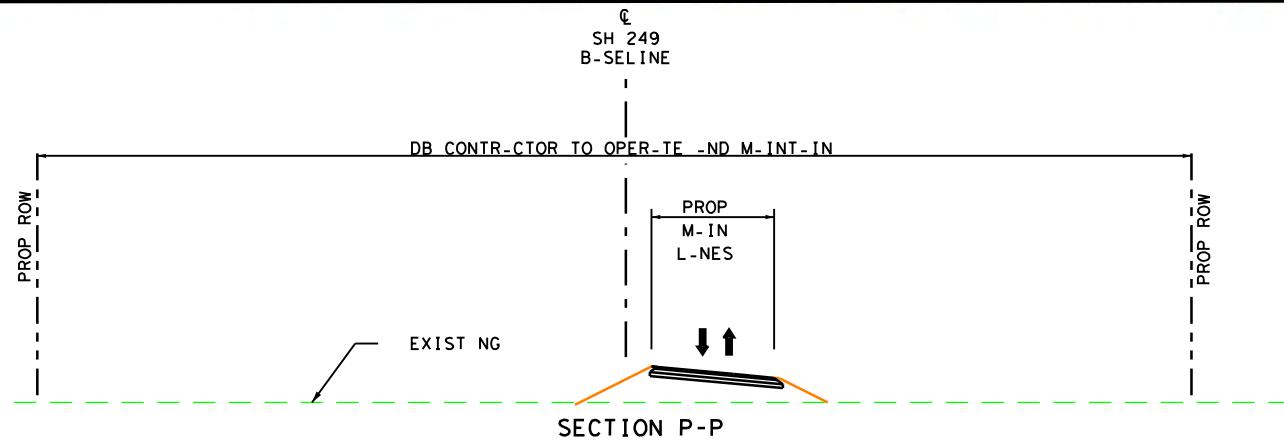 ℄
SH 249
B-SELINE
DB CONTR-CTOR TO OPER-TE -ND M-INT-IN
PROP ROW
PROP
M-IN
L-NES
PROP ROW
EXIST NG
SECTION P-P